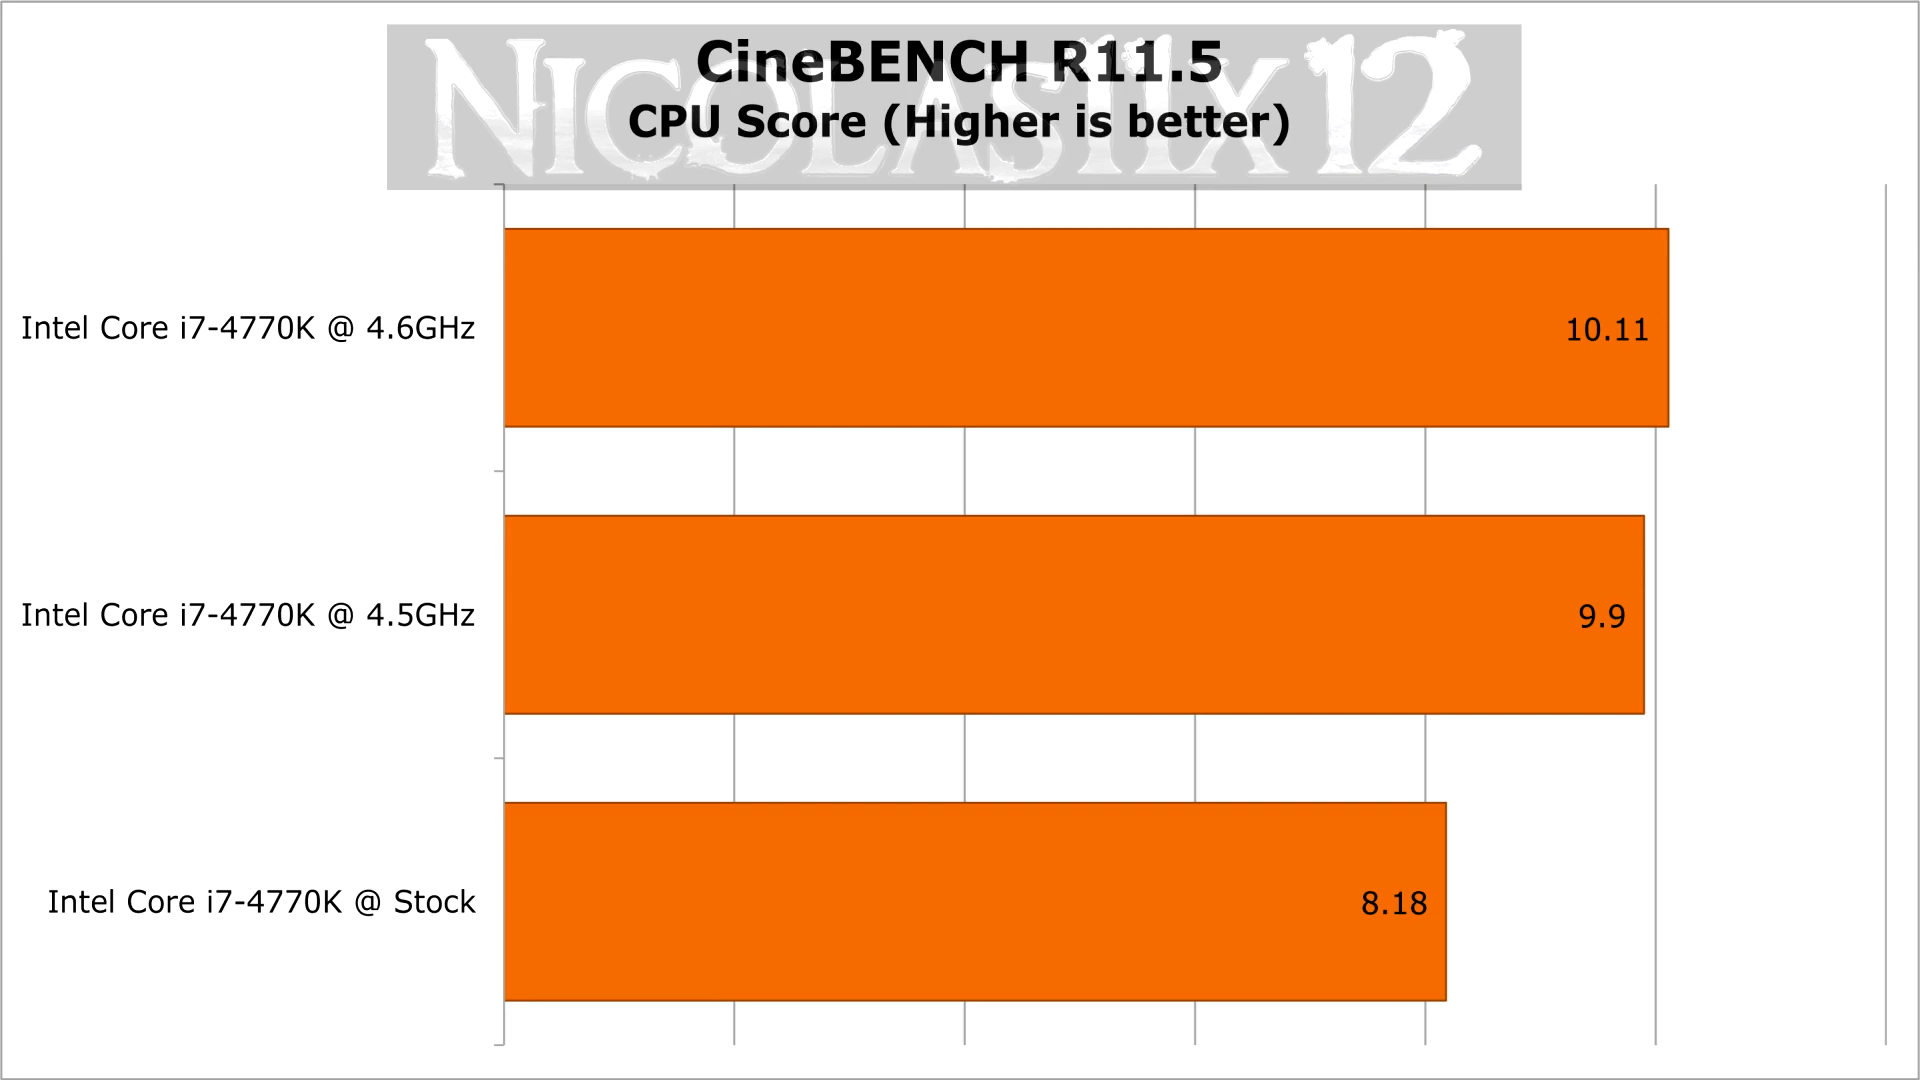 CineBENCH R11.5
CPU Score (Higher is better)
NICOLAS11X12
Intel Core i7-4770K @ 4.6GHz
10.11
Intel Core i7-4770K @ 4.5GHz
9.9
Intel Core i7-4770K @ Stock
8.18